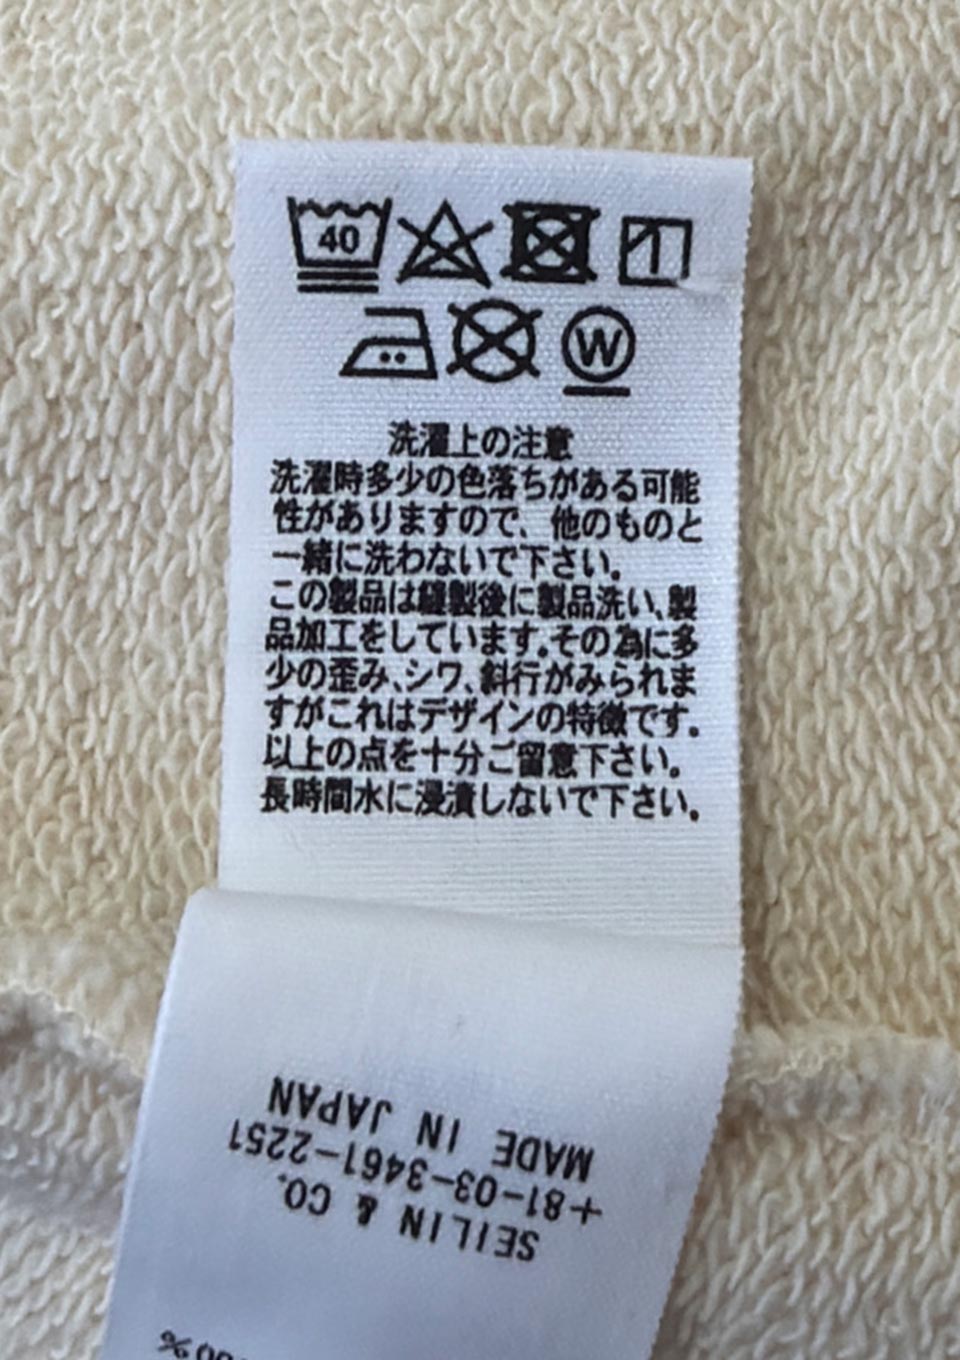 40
W
洗濯上の注意
洗濯時多少の色落ちがある可能
性がありますので、他のものと
一緒に洗わないで下さい。
この製品は縫製後に製品洗い、製
品加工をしています。その為に多
少の歪み、シワ、斜行がみられま
すがこれはデザインの特徴です。
以上の点を十分ご留意下さい。
長時間水に浸漬しないで下さい。
SEILIN & CO.
+81-03-3461-2251
MADE IN JAPAN